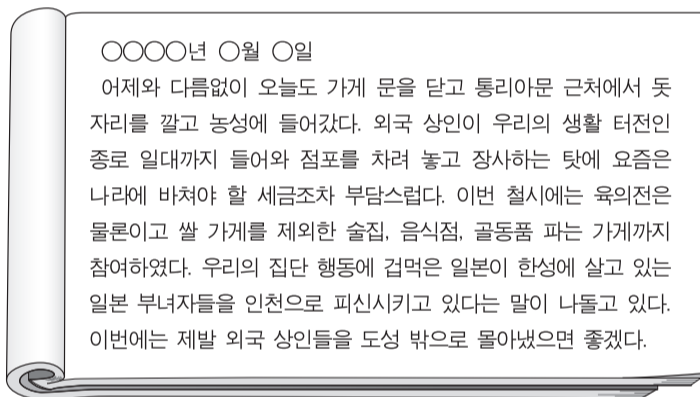 ○○○○년 ○월 ○일
어제와 다름없이 오늘도 가게 문을 닫고 통리아문 근처에서 돗
자리를 깔고 농성에 들어갔다. 외국 상인이 우리의 생활 터전인
종로 일대까지 들어와 점포를 차려 놓고 장사하는 탓에 요즘은
나라에 바쳐야 할 세금조차 부담스럽다. 이번 철시에는 육의전은
물론이고 쌀 가게를 제외한 술집, 음식점, 골동품 파는 가게까지
참여하였다. 우리의 집단 행동에 겁먹은 일본이 한성에 살고 있는
일본 부녀자들을 인천으로 피신시키고 있다는 말이 나돌고 있다.
이번에는 제발 외국 상인들을 도성 밖으로 몰아냈으면 좋겠다.